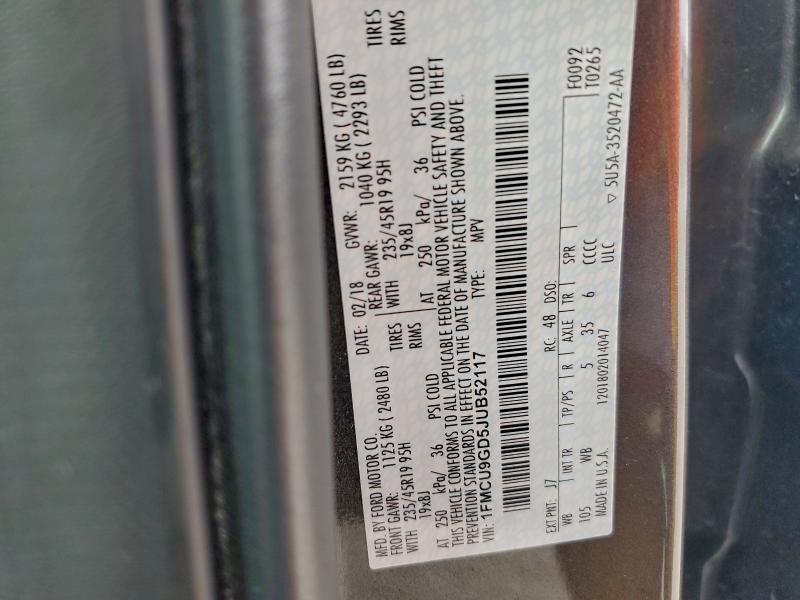 MFD. BY FORD MOTOR CO. DATE: 02/18 GVWR: 2159 KG ( 4760 LB)
FRONT GAWR: 1125 KG ( 2480 LB) REAR GAWR: 1040 KG ( 2293 LB)
WITH 235/45R19 95H TIRES WITH 235/45R19 95H TIRES
19x8J RIMS 19x8J RIMS
AT 250 kPa/ 36 PSI COLD AT 250 kPa/ 36 PSI COLD
THIS VEHICLE CONFORMS TO ALL APPLICABLE FEDERAL MOTOR VEHICLE SAFETY AND THEFT
PREVENTION STANDARDS IN EFFECT ON THE DATE OF MANUFACTURE SHOWN ABOVE.
VIN: 1FMCU9GD5JUB52117 TYPE: MPV
EXT PNT: J7 RC: 48 DSO: F0092
WB INT TR TP/PS R AXLE TR SPR T0265
105 WB 5 35 6 CCCC
MADE IN U.S.A. 1201802014047 ULC ▽ 5U5A-3520472-AA